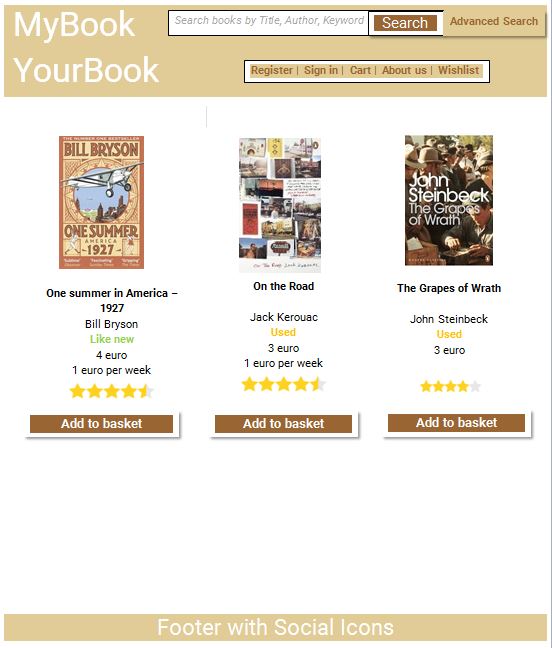 MyBook
YourBook
Search books by Title, Author, Keyword
Search
Advanced Search
Register | Sign in | Cart | About us | Wishlist
THE NUMBER ONE BESTSELLER
BILL BRYSON
ONE SUMMER
AMERICA
1927
On the Road Jack Kerouac
John
Steinbeck
The Grapes
of Wrath
One summer in America –
1927
Bill Bryson
Like new
4 euro
1 euro per week
Add to basket
On the Road
Jack Kerouac
Used
3 euro
1 euro per week
Add to basket
The Grapes of Wrath
John Steinbeck
Used
3 euro
Add to basket
Footer with Social Icons